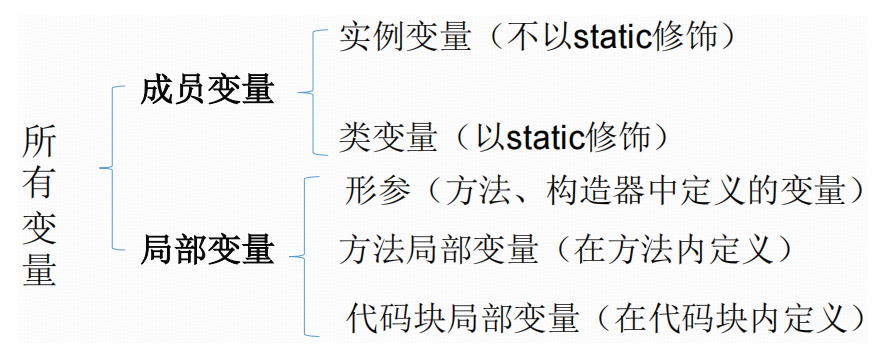 所有变量
成员变量
实例变量（不以static修饰）
类变量（以static修饰）
局部变量
形参（方法、构造器中定义的变量）
方法局部变量（在方法内定义）
代码块局部变量（在代码块内定义）